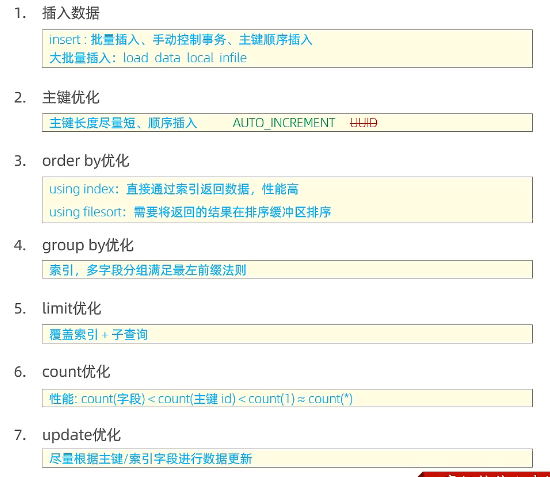 1. 插入数据
insert : 批量插入、手动控制事务、主键顺序插入
大批量插入：load data local infile
2. 主键优化
主键长度尽量短、顺序插入 AUTO_INCREMENT UUID
3. order by优化
using index：直接通过索引返回数据，性能高
using filesort：需要将返回的结果在排序缓冲区排序
4. group by优化
索引，多字段分组满足最左前缀法则
5. limit优化
覆盖索引 + 子查询
6. count优化
性能: count(字段) < count(主键 id) < count(1) ≈ count(*)
7. update优化
尽量根据主键/索引字段进行数据更新